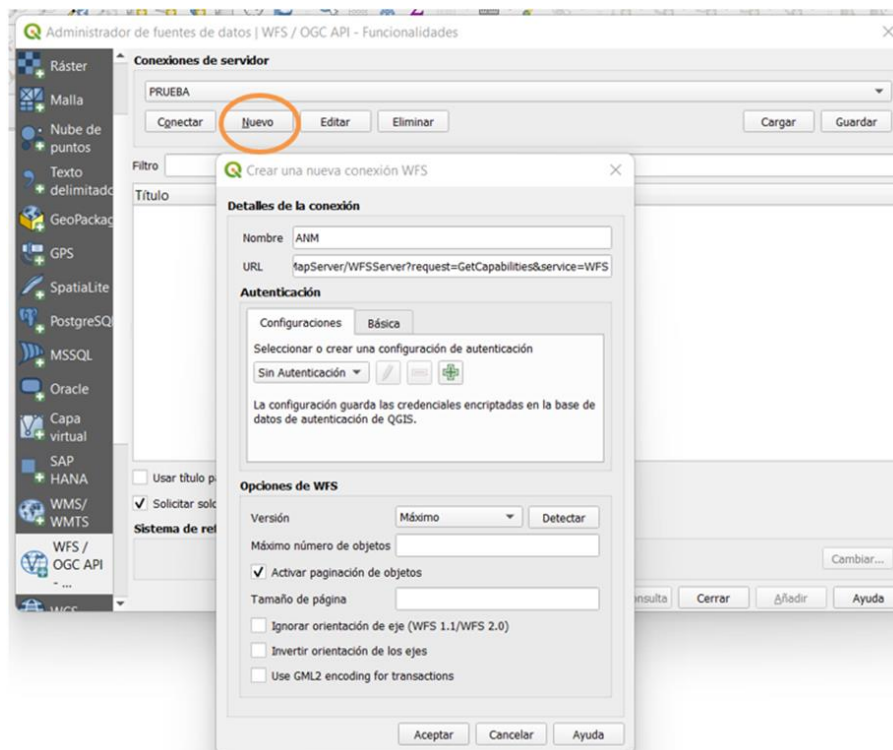 Administrador de fuentes de datos | WFS / OGC API - Funcionalidades
Ráster
Malla
Nube de
puntos
Texto
delimitado
GeoPackag
GPS
SpatiaLite
PostgreSQL
MSSQL
Oracle
Capa
virtual
SAP
HANA
WMS/
WMTS
WFS /
OGC API
- ...
WCS
Conexiones de servidor
PRUEBA
Conectar Nuevo Editar Eliminar Cargar Guardar
Filtro
Título
Usar título p
Solicitar solo
Sistema de ref
Cambiar...
onsulta Cerrar Añadir Ayuda
Crear una nueva conexión WFS
Detalles de la conexión
Nombre ANM
URL MapServer/WFSServer?request=GetCapabilities&service=WFS
Autenticación
Configuraciones Básica
Seleccionar o crear una configuración de autenticación
Sin Autenticación
La configuración guarda las credenciales encriptadas en la base de
datos de autenticación de QGIS.
Opciones de WFS
Versión Máximo Detectar
Máximo número de objetos
Activar paginación de objetos
Tamaño de página
Ignorar orientación de eje (WFS 1.1/WFS 2.0)
Invertir orientación de los ejes
Use GML2 encoding for transactions
Aceptar Cancelar Ayuda